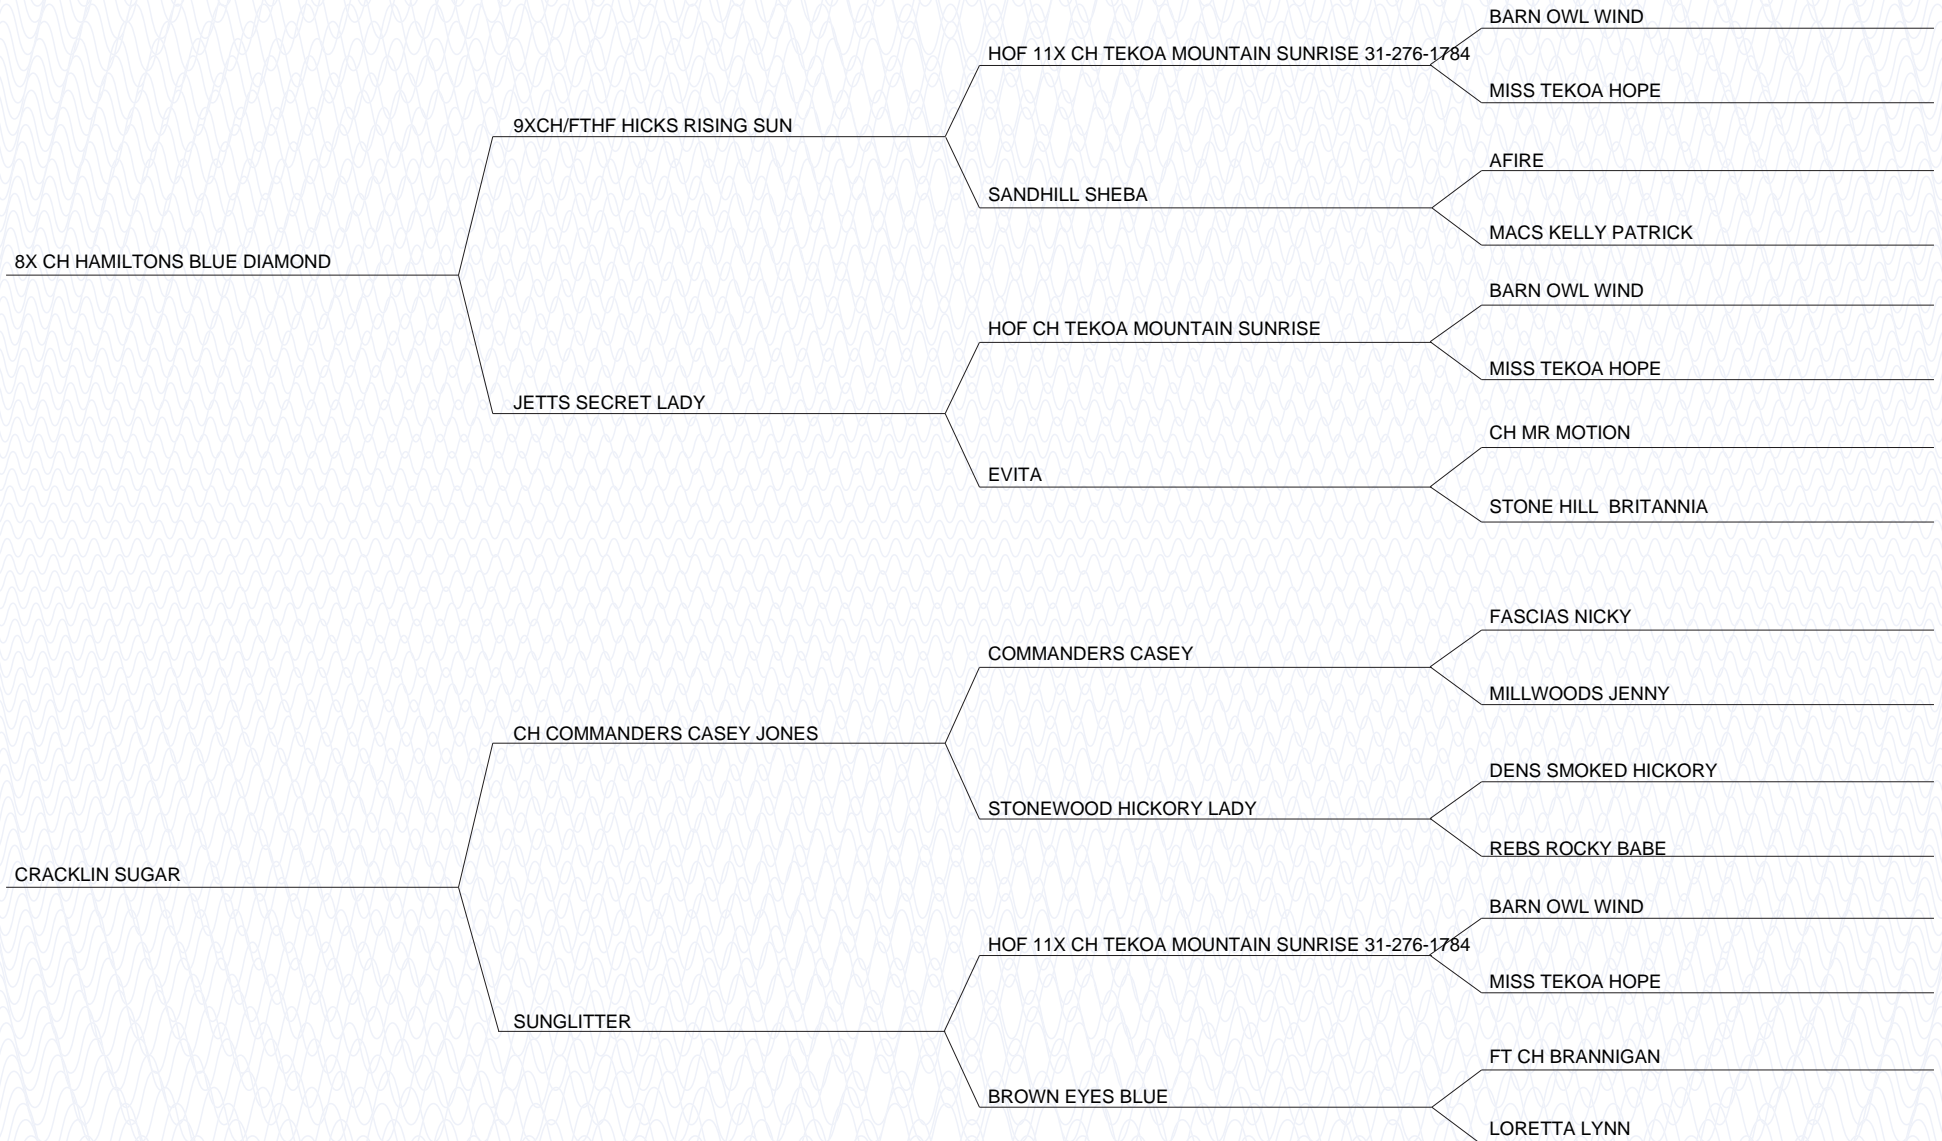 BARN OWL WIND
HOF 11X CH TEKOA MOUNTAIN SUNRISE 31-276-1784
MISS TEKOA HOPE
9XCH/FTHF HICKS RISING SUN
AFIRE
SANDHILL SHEBA
MACS KELLY PATRICK
8X CH HAMILTONS BLUE DIAMOND
BARN OWL WIND
HOF CH TEKOA MOUNTAIN SUNRISE
MISS TEKOA HOPE
JETTS SECRET LADY
CH MR MOTION
EVITA
STONE HILL  BRITANNIA
FASCIAS NICKY
COMMANDERS CASEY
MILLWOODS JENNY
CH COMMANDERS CASEY JONES
DENS SMOKED HICKORY
STONEWOOD HICKORY LADY
REBS ROCKY BABE
CRACKLIN SUGAR
BARN OWL WIND
HOF 11X CH TEKOA MOUNTAIN SUNRISE 31-276-1784
MISS TEKOA HOPE
SUNGLITTER
FT CH BRANNIGAN
BROWN EYES BLUE
LORETTA LYNN